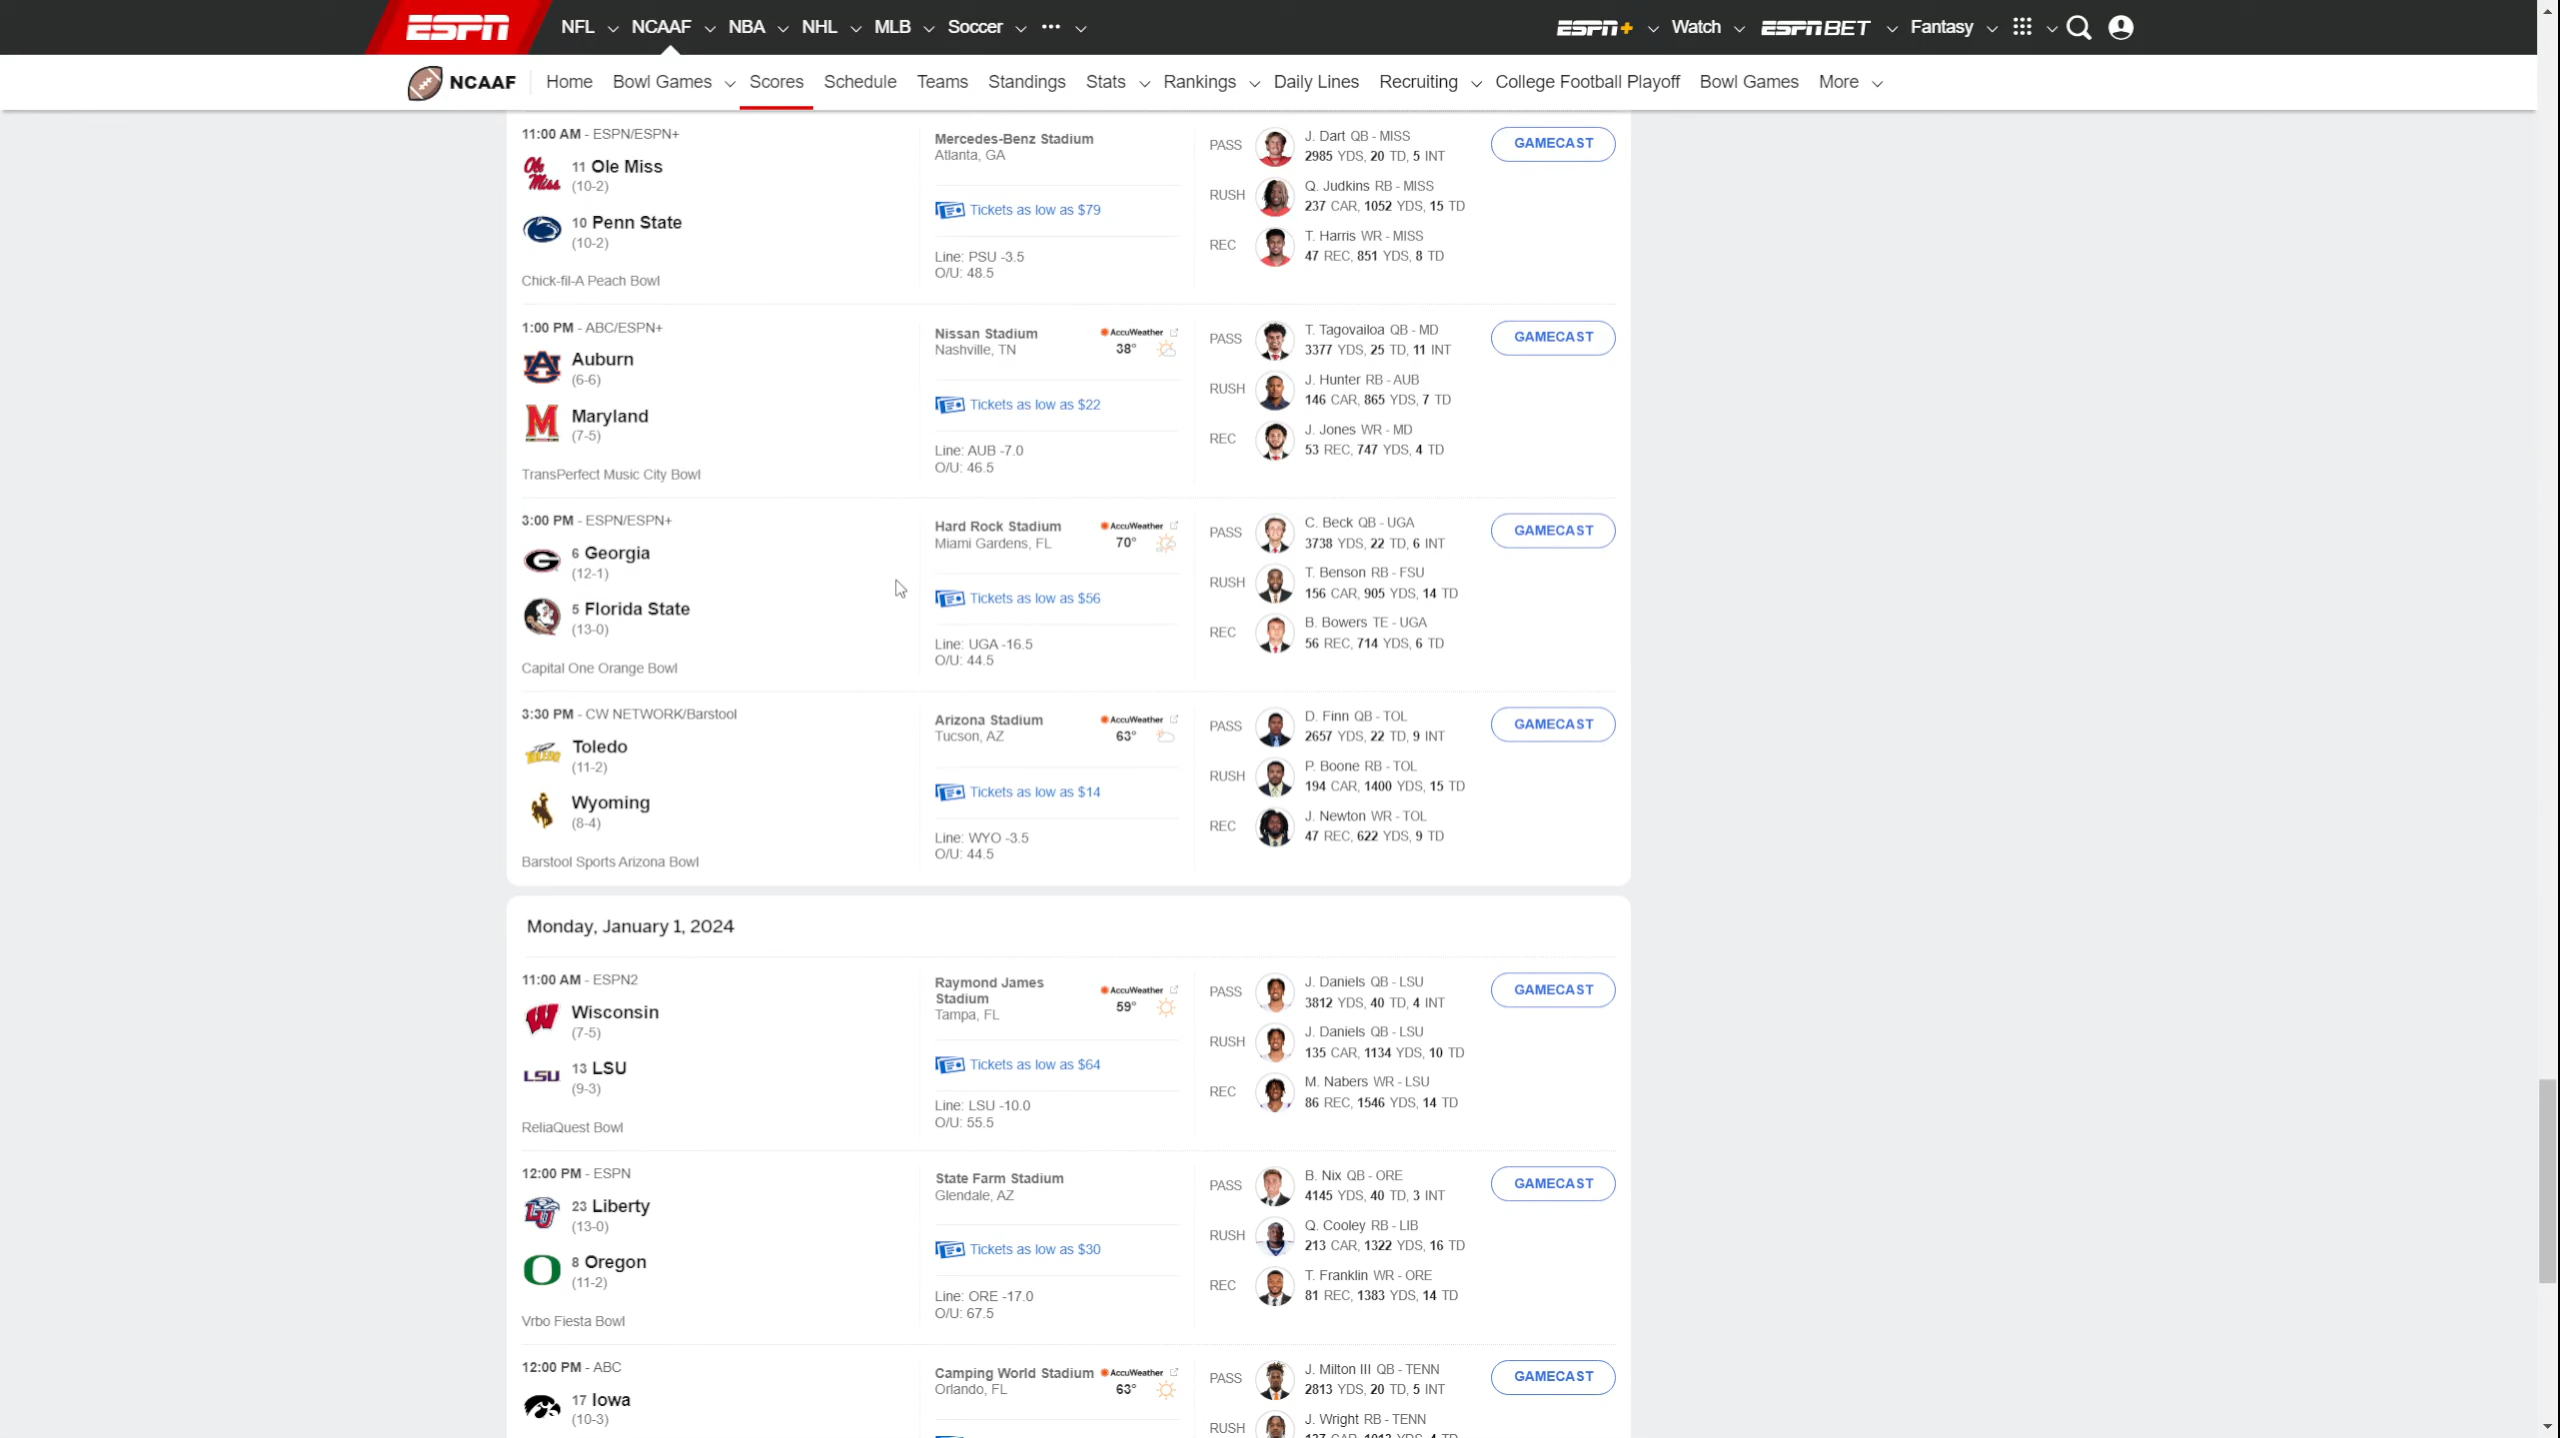 ESPN NFL NCAAF NBA NHL MLB Soccer ••• ESPN+ Watch ESPN BET Fantasy
NCAAF Home Bowl Games Scores Schedule Teams Standings Stats Rankings Daily Lines Recruiting College Football Playoff Bowl Games More
11:00 AM - ESPN/ESPN+
Ole Miss
11 Ole Miss
(10-2)
10 Penn State
(10-2)
Chick-fil-A Peach Bowl
Mercedes-Benz Stadium
Atlanta, GA
Tickets as low as $79
Line: PSU -3.5
O/U: 48.5
PASS J. Dart QB - MISS
2985 YDS, 20 TD, 5 INT
RUSH Q. Judkins RB - MISS
237 CAR, 1052 YDS, 15 TD
REC T. Harris WR - MISS
47 REC, 851 YDS, 8 TD
GAMECAST
1:00 PM - ABC/ESPN+
Auburn
(6-6)
M Maryland
(7-5)
TransPerfect Music City Bowl
Nissan Stadium
Nashville, TN
AccuWeather
38°
Tickets as low as $22
Line: AUB -7.0
O/U: 46.5
PASS T. Tagovailoa QB - MD
3377 YDS, 25 TD, 11 INT
RUSH J. Hunter RB - AUB
146 CAR, 865 YDS, 7 TD
REC J. Jones WR - MD
53 REC, 747 YDS, 4 TD
GAMECAST
3:00 PM - ESPN/ESPN+
G 6 Georgia
(12-1)
5 Florida State
(13-0)
Capital One Orange Bowl
Hard Rock Stadium
Miami Gardens, FL
AccuWeather
70°
Tickets as low as $56
Line: UGA -16.5
O/U: 44.5
PASS C. Beck QB - UGA
3738 YDS, 22 TD, 6 INT
RUSH T. Benson RB - FSU
156 CAR, 905 YDS, 14 TD
REC B. Bowers TE - UGA
56 REC, 714 YDS, 6 TD
GAMECAST
3:30 PM - CW NETWORK/Barstool
TOLEDO Toledo
(11-2)
Wyoming
(8-4)
Barstool Sports Arizona Bowl
Arizona Stadium
Tucson, AZ
AccuWeather
63°
Tickets as low as $14
Line: WYO -3.5
O/U: 44.5
PASS D. Finn QB - TOL
2657 YDS, 22 TD, 9 INT
RUSH P. Boone RB - TOL
194 CAR, 1400 YDS, 15 TD
REC J. Newton WR - TOL
47 REC, 622 YDS, 9 TD
GAMECAST
Monday, January 1, 2024
11:00 AM - ESPN2
W Wisconsin
(7-5)
LSU 13 LSU
(9-3)
ReliaQuest Bowl
Raymond James
Stadium
Tampa, FL
AccuWeather
59°
Tickets as low as $64
Line: LSU -10.0
O/U: 55.5
PASS J. Daniels QB - LSU
3812 YDS, 40 TD, 4 INT
RUSH J. Daniels QB - LSU
135 CAR, 1134 YDS, 10 TD
REC M. Nabers WR - LSU
86 REC, 1546 YDS, 14 TD
GAMECAST
12:00 PM - ESPN
LU 23 Liberty
(13-0)
O 8 Oregon
(11-2)
Vrbo Fiesta Bowl
State Farm Stadium
Glendale, AZ
Tickets as low as $30
Line: ORE -17.0
O/U: 67.5
PASS B. Nix QB - ORE
4145 YDS, 40 TD, 3 INT
RUSH Q. Cooley RB - LIB
213 CAR, 1322 YDS, 16 TD
REC T. Franklin WR - ORE
81 REC, 1383 YDS, 14 TD
GAMECAST
12:00 PM - ABC
17 Iowa
(10-3)
Camping World Stadium
Orlando, FL
AccuWeather
63°
PASS J. Milton III QB - TENN
2813 YDS, 20 TD, 5 INT
RUSH J. Wright RB - TENN
137 CAR, 1013 YDS, 4 TD
GAMECAST